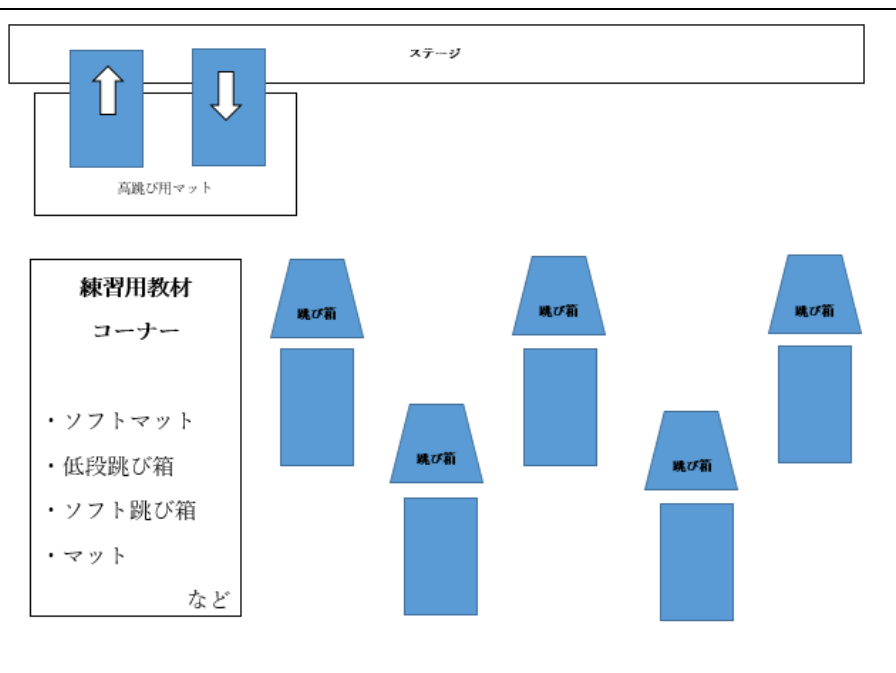 ステージ
高跳び用マット
練習用教材
コーナー
・ソフトマット
・低段跳び箱
・ソフト跳び箱
・マット
など
跳び箱
跳び箱
跳び箱
跳び箱
跳び箱